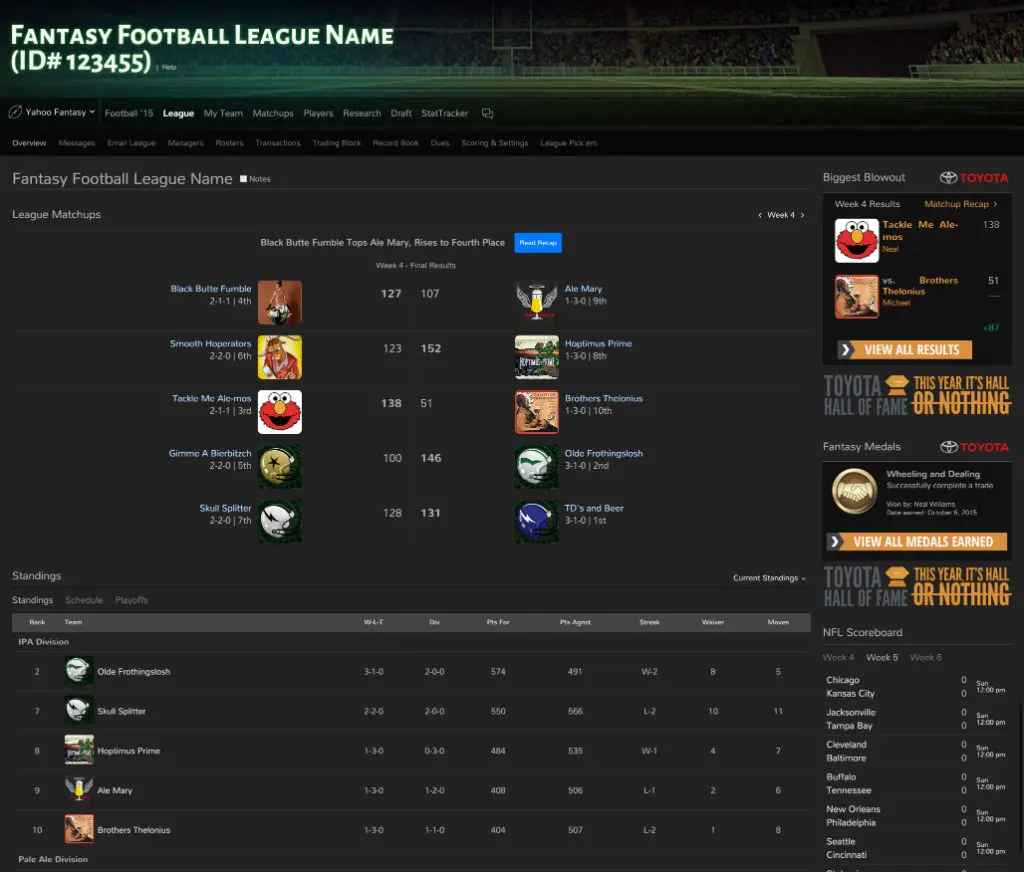 Fantasy Football League Name
(ID# 123455) | Help
Yahoo Fantasy Football '15 League My Team Matchups Players Research Draft StatTracker
Overview Messages Email League Managers Rosters Transactions Trading Block Record Book Dues Scoring & Settings League Pick'em
Fantasy Football League Name Notes
League Matchups
‹ Week 4 ›
Black Butte Fumble Tops Ale Mary, Rises to Fourth Place Read Recap
Week 4 - Final Results
Black Butte Fumble 127 107 Ale Mary
2-1-1 | 4th 1-3-0 | 9th
Smooth Hoperators 123 152 Hoptimus Prime
2-2-0 | 6th 1-3-0 | 8th
Tackle Me Ale-mos 138 51 Brothers Thelonius
2-1-1 | 3rd 1-3-0 | 10th
Gimme A Bierbitzch 100 146 Olde Frothingslosh
2-2-0 | 5th 3-1-0 | 2nd
Skull Splitter 128 131 TD's and Beer
2-2-0 | 7th 3-1-0 | 1st
Standings
Current Standings
Standings Schedule Playoffs
Rank Team W-L-T Div Pts For Pts Agnst Streak Waiver Moves
IPA Division
2 Olde Frothingslosh 3-1-0 2-0-0 574 491 W-2 8 5
7 Skull Splitter 2-2-0 2-0-0 550 566 L-2 10 11
8 Hoptimus Prime 1-3-0 0-3-0 484 535 W-1 4 7
9 Ale Mary 1-3-0 1-2-0 408 506 L-1 2 6
10 Brothers Thelonius 1-3-0 1-1-0 404 507 L-2 1 8
Pale Ale Division
Biggest Blowout TOYOTA
Week 4 Results Matchup Recap ›
Tackle Me Ale- 138
mos
Neal
vs. Brothers 51
Thelonius
Michael
+87
VIEW ALL RESULTS
TOYOTA THIS YEAR, IT'S HALL
HALL OF FAME OR NOTHING
Fantasy Medals TOYOTA
Wheeling and Dealing
Successfully complete a trade
Won by: Neal Williams
Date earned: October 6, 2015
VIEW ALL MEDALS EARNED
TOYOTA THIS YEAR, IT'S HALL
HALL OF FAME OR NOTHING
NFL Scoreboard
Week 4 Week 5 Week 6
Chicago 0 Sun
Kansas City 0 12:00 pm
Jacksonville 0 Sun
Tampa Bay 0 12:00 pm
Cleveland 0 Sun
Baltimore 0 12:00 pm
Buffalo 0 Sun
Tennessee 0 12:00 pm
New Orleans 0 Sun
Philadelphia 0 12:00 pm
Seattle 0 Sun
Cincinnati 0 12:00 pm